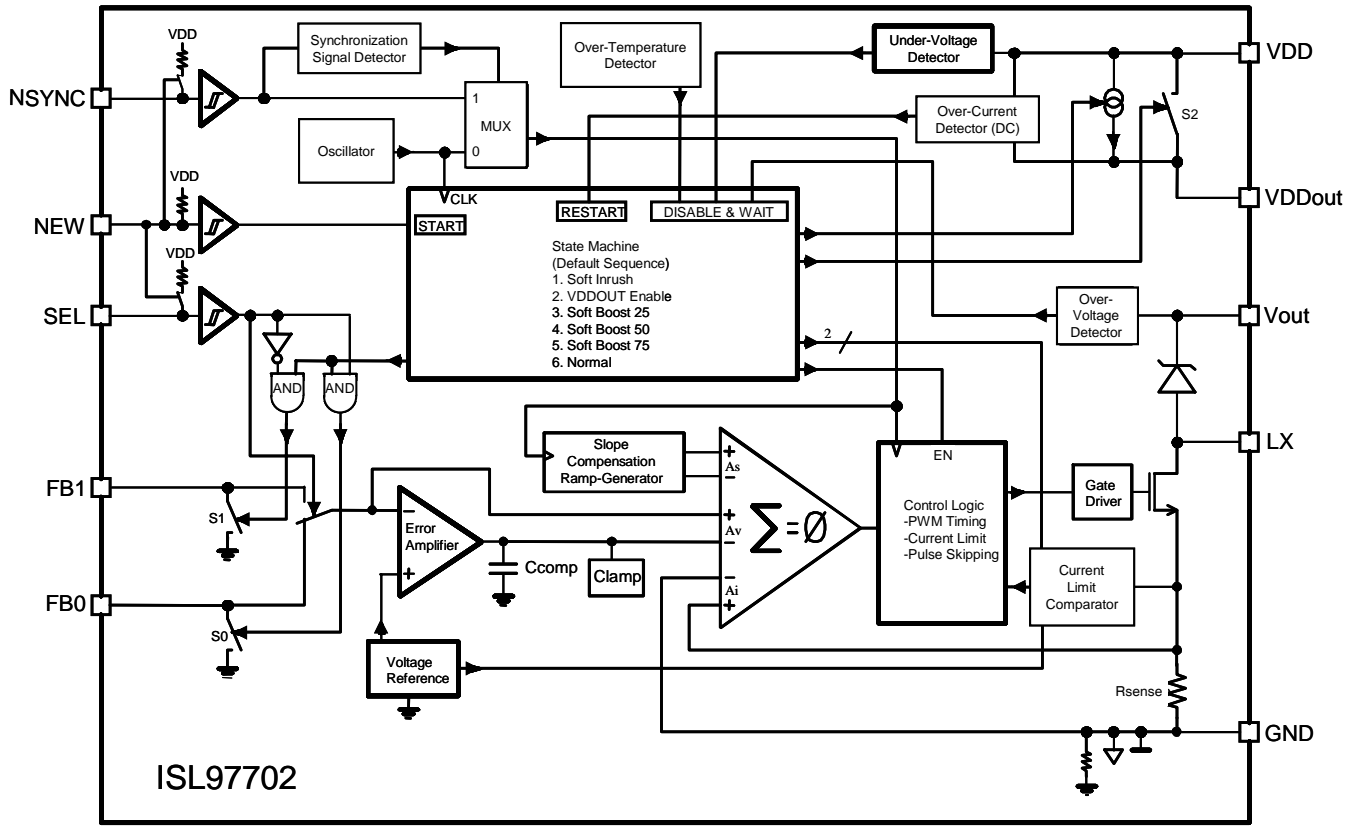 VDD
NSYNC
Synchronization
Signal Detector
Over-Temperature
Detector
Under-Voltage
Detector
VDD
1
MUX
0
Oscillator
Over-Current
Detector (DC)
S2
VDD
NEW
CLK
START
RESTART
DISABLE & WAIT
VDDout
VDD
SEL
State Machine
(Default Sequence)
1. Soft Inrush
2. VDDOUT Enable
3. Soft Boost 25
4. Soft Boost 50
5. Soft Boost 75
6. Normal
2
Over-
Voltage
Detector
Vout
AND
AND
LX
Slope
Compensation
Ramp-Generator
+
As
−
EN
FB1
S1
−
Error
Amplifier
+
+
Av
−
Σ=Ø
−
Ai
+
Control Logic
-PWM Timing
-Current Limit
-Pulse Skipping
Gate
Driver
Ccomp
Clamp
Current
Limit
Comparator
FB0
S0
Voltage
Reference
Rsense
GND
ISL97702